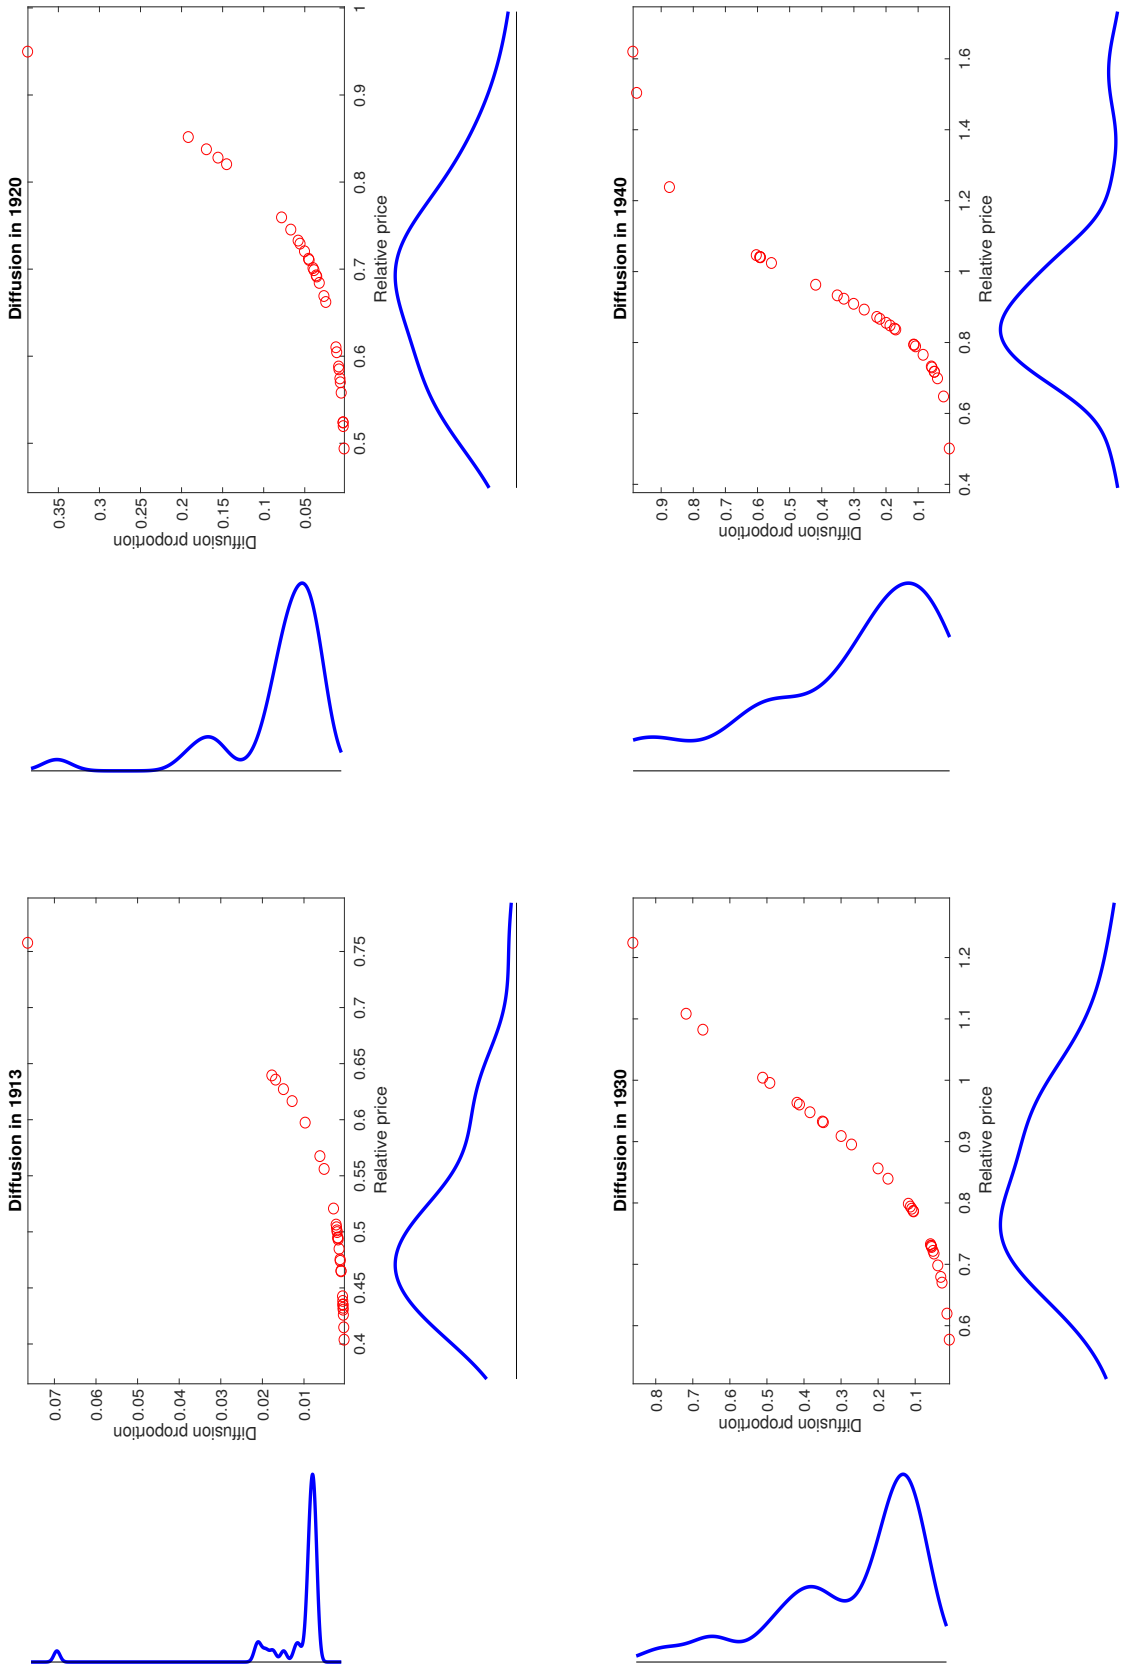 Diffusion in 1913
0.07
0.06
0.05
0.04
0.03
0.02
0.01
Diffusion proportion
0.4 0.45 0.5 0.55 0.6 0.65 0.7 0.75
Relative price
Diffusion in 1920
0.35
0.3
0.25
0.2
0.15
0.1
0.05
Diffusion proportion
0.5 0.6 0.7 0.8 0.9 1
Relative price
Diffusion in 1930
0.8
0.7
0.6
0.5
0.4
0.3
0.2
0.1
Diffusion proportion
0.6 0.7 0.8 0.9 1 1.1 1.2
Relative price
Diffusion in 1940
0.9
0.8
0.7
0.6
0.5
0.4
0.3
0.2
0.1
Diffusion proportion
0.4 0.6 0.8 1 1.2 1.4 1.6
Relative price